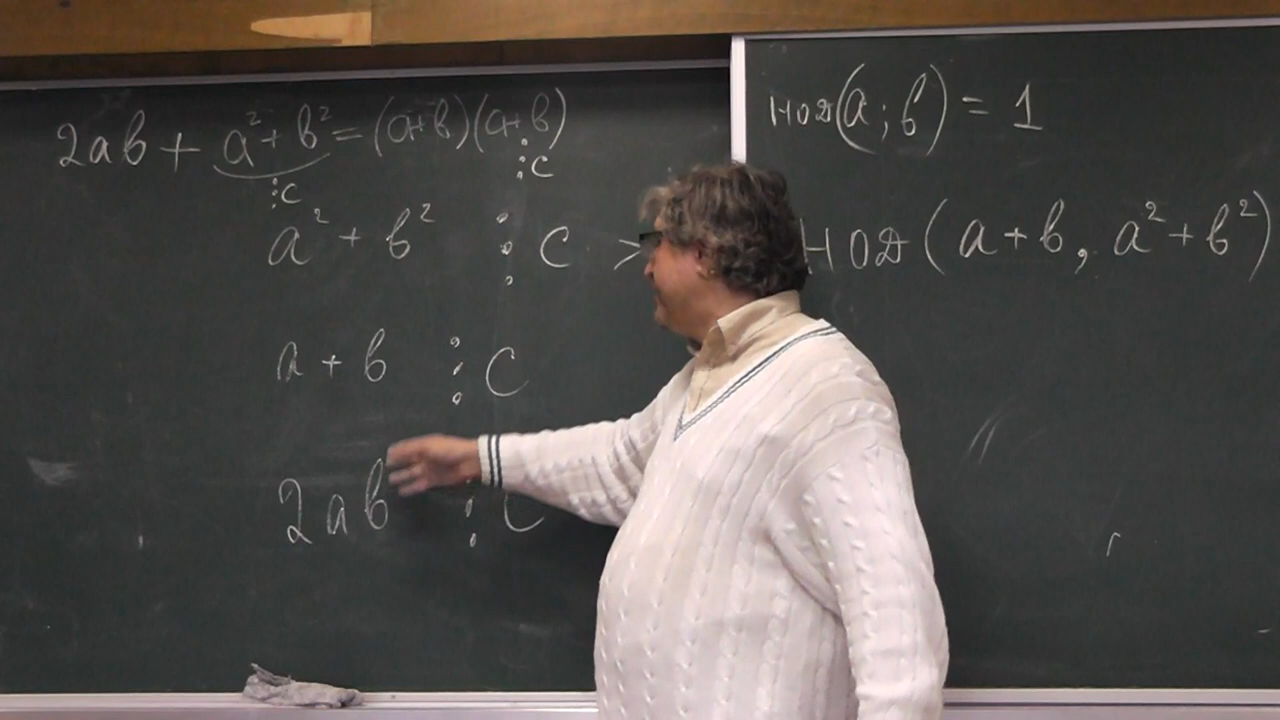 2ab + a² + b² = (a+b)(a+b)
⋮c ⋮c
a² + b² ⋮ c >
a + b ⋮ c
2ab ⋮ c
НОД(a; b) = 1
НОД(a+b, a²+b²)